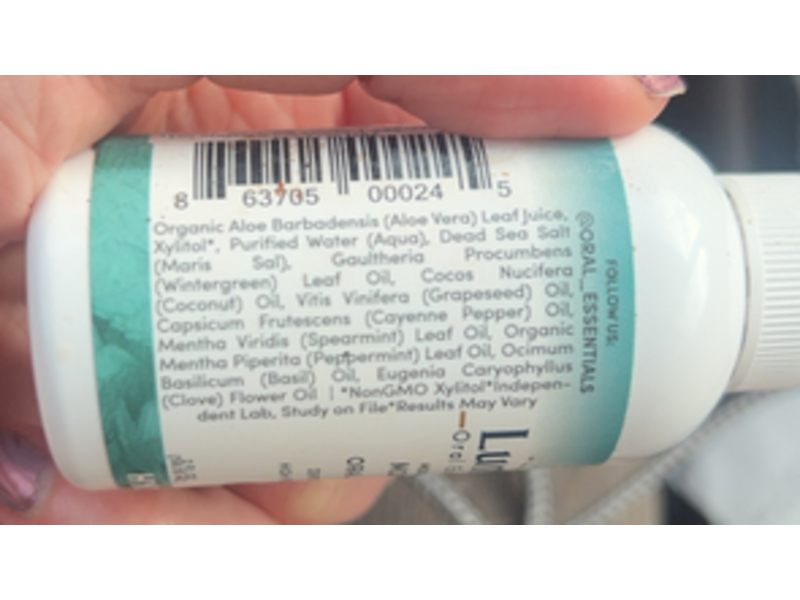 8 63705 00024 5
Organic Aloe Barbadensis (Aloe Vera) Leaf Juice,
Xylitol*, Purified Water (Aqua), Dead Sea Salt
(Maris Sal), Gaultheria Procumbens
(Wintergreen) Leaf Oil, Cocos Nucifera
(Coconut) Oil, Vitis Vinifera (Grapeseed) Oil,
Capsicum Frutescens (Cayenne Pepper) Oil,
Mentha Viridis (Spearmint) Leaf Oil, Organic
Mentha Piperita (Peppermint) Leaf Oil, Ocimum
Basilicum (Basil) Oil, Eugenia Caryophyllus
(Clove) Flower Oil | *NonGMO Xylitol*Indepen-
dent Lab, Study on File*Results May Vary
FOLLOW US:
@ORAL_ESSENTIALS
Lu
Oral